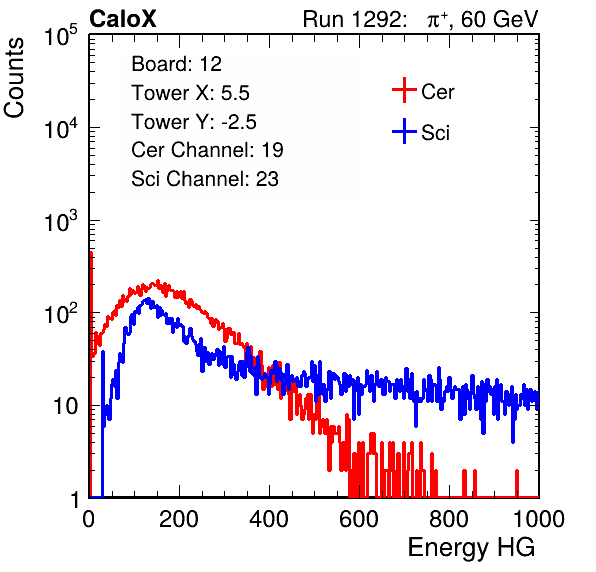 CaloX Run 1292: π⁺, 60 GeV
Counts
Board: 12
Tower X: 5.5
Tower Y: -2.5
Cer Channel: 19
Sci Channel: 23
Cer
Sci
10⁵
10⁴
10³
10²
10
1
0 200 400 600 800 1000
Energy HG